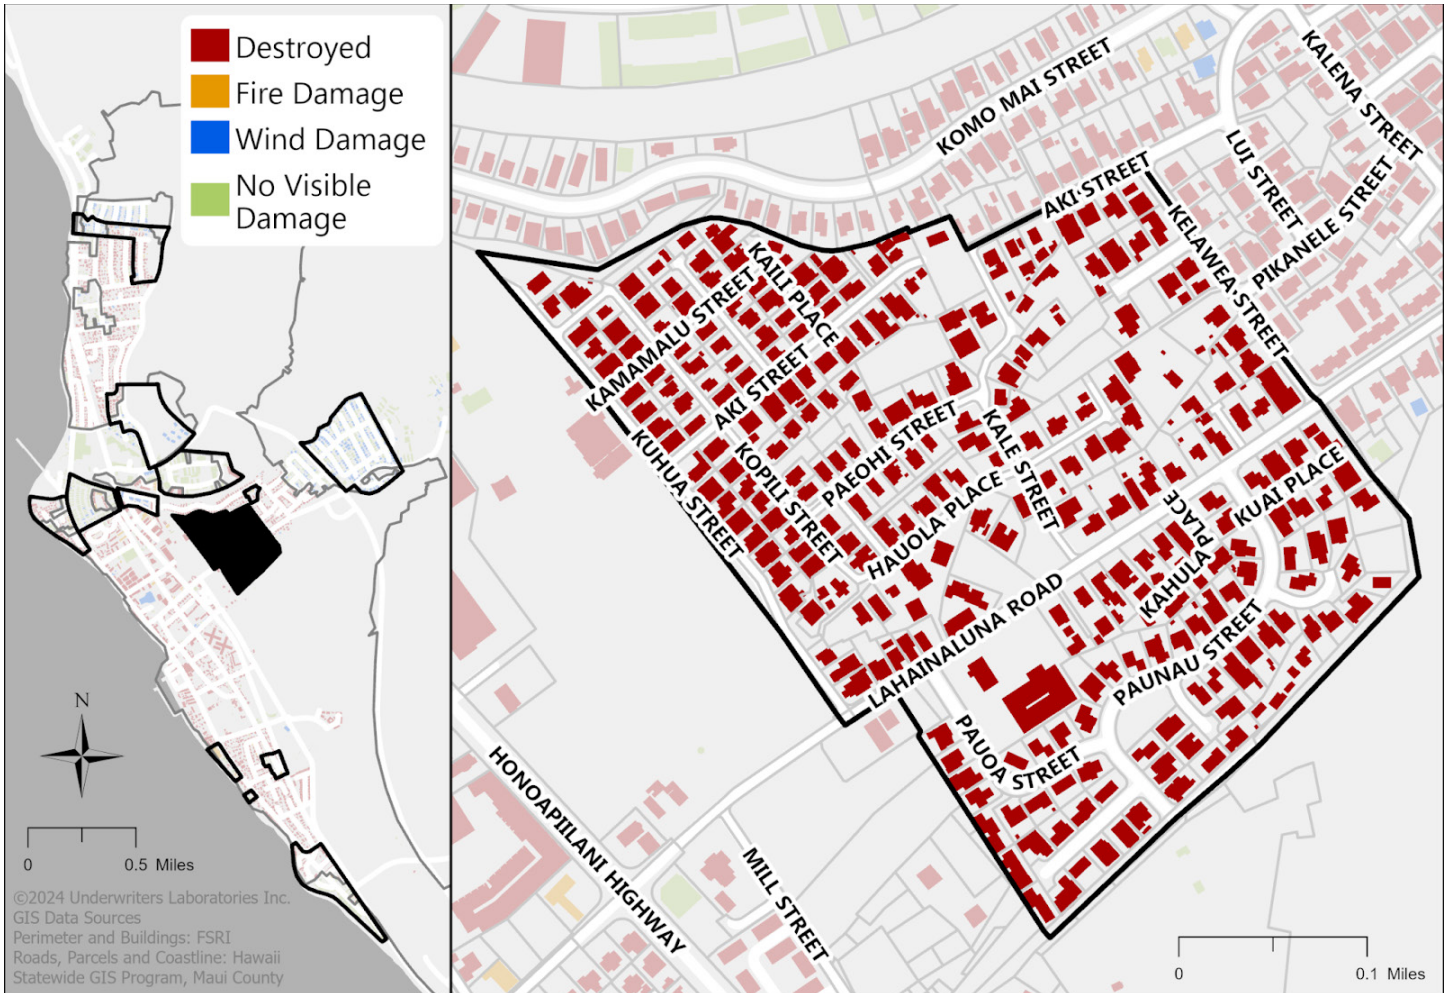 Destroyed
Fire Damage
Wind Damage
No Visible
Damage
N
0
0.5 Miles
©2024 Underwriters Laboratories Inc.
GIS Data Sources
Perimeter and Buildings: FSRI
Roads, Parcels and Coastline: Hawaii
Statewide GIS Program, Maui County
KOMO MAI STREET
KALENA STREET
LUI STREET
PIKANELE STREET
AKI STREET
KELAWEA STREET
KAILI PLACE
KAMAMALU STREET
AKI STREET
KUHUA STREET
KOPILI STREET
PAEOHI STREET
KALE STREET
HAUOLA PLACE
KUAI PLACE
KAHULA PLACE
LAHAINALUNA ROAD
PAUNAU STREET
PAUOA STREET
HONOAPIILANI HIGHWAY
MILL STREET
0
0.1 Miles